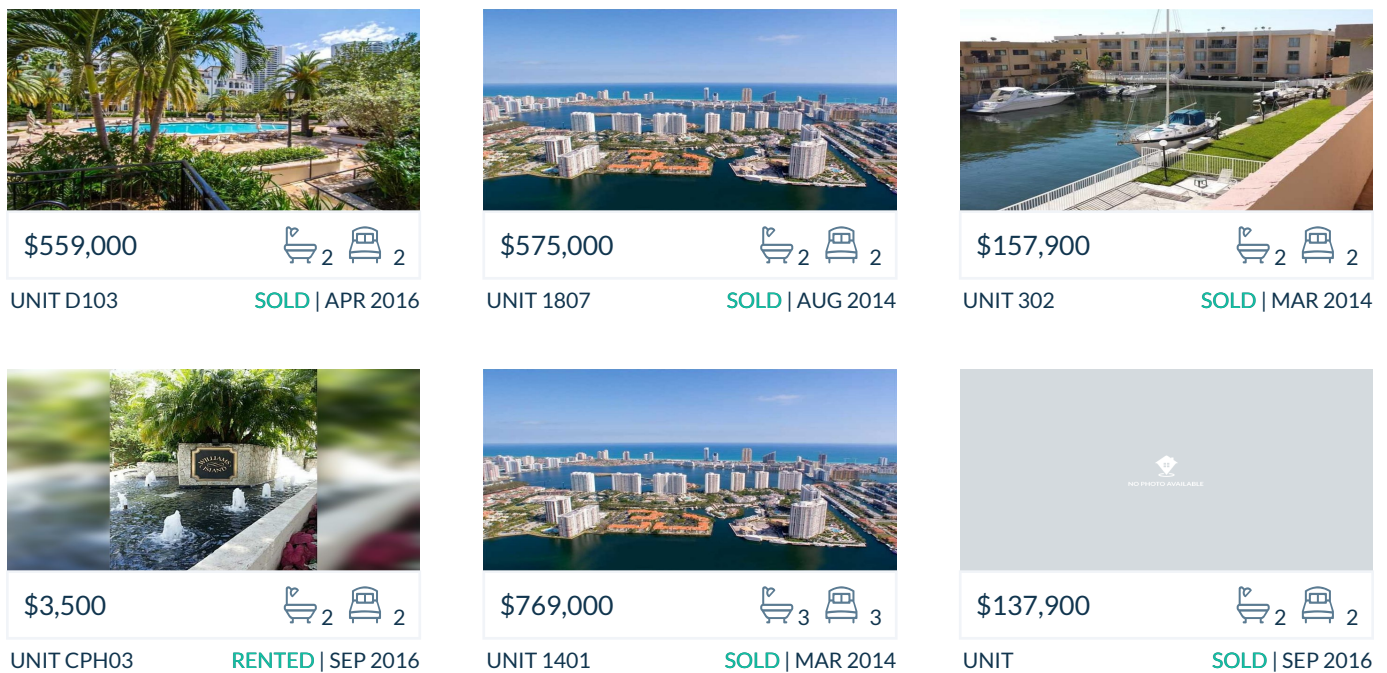 $559,000 2 2
UNIT D103 SOLD | APR 2016
$575,000 2 2
UNIT 1807 SOLD | AUG 2014
$157,900 2 2
UNIT 302 SOLD | MAR 2014
WILLIAMS
ISLAND
$3,500 2 2
UNIT CPH03 RENTED | SEP 2016
$769,000 3 3
UNIT 1401 SOLD | MAR 2014
NO PHOTO AVAILABLE
$137,900 2 2
UNIT SOLD | SEP 2016